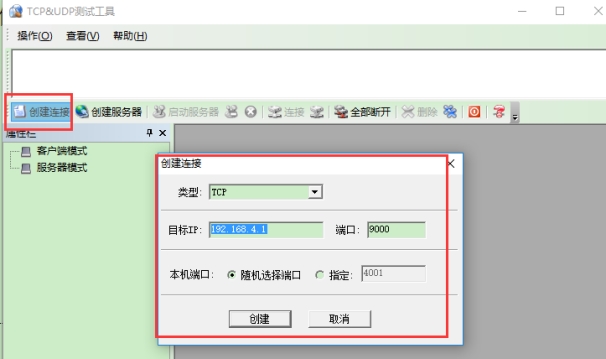 TCP&UDP测试工具
操作(O) 查看(V) 帮助(H)
创建连接 创建服务器 启动服务器 连接 全部断开 删除
属性栏
客户端模式
服务器模式
创建连接
类型: TCP
目标IP: 192.168.4.1 端口: 9000
本机端口: 随机选择端口 指定: 4001
创建 取消